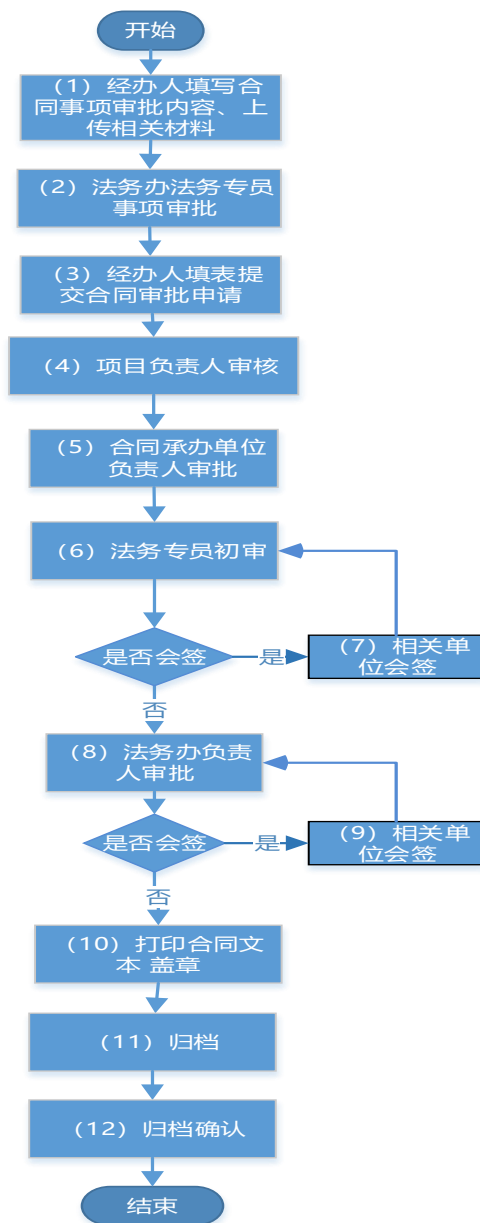 开始
(1) 经办人填写合
同事项审批内容、上
传相关材料
(2) 法务办法务专员
事项审批
(3) 经办人填表提
交合同审批申请
(4) 项目负责人审核
(5) 合同承办单位
负责人审批
(6) 法务专员初审
是否会签
是
(7) 相关单
位会签
否
(8) 法务办负责
人审批
是否会签
是
(9) 相关单
位会签
否
(10) 打印合同文
本 盖章
(11) 归档
(12) 归档确认
结束